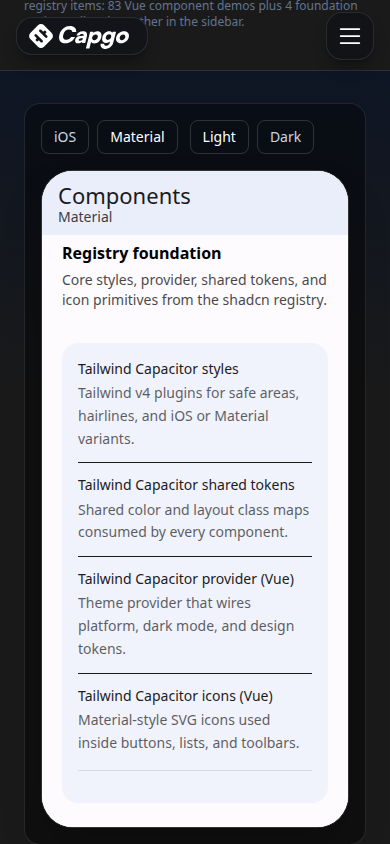 registry items: 83 Vue component demos plus 4 foundation
ther in the sidebar.
Capgo
iOS
Material
Light
Dark
Components
Material
Registry foundation
Core styles, provider, shared tokens, and
icon primitives from the shadcn registry.
Tailwind Capacitor styles
Tailwind v4 plugins for safe areas,
hairlines, and iOS or Material
variants.
Tailwind Capacitor shared tokens
Shared color and layout class maps
consumed by every component.
Tailwind Capacitor provider (Vue)
Theme provider that wires
platform, dark mode, and design
tokens.
Tailwind Capacitor icons (Vue)
Material-style SVG icons used
inside buttons, lists, and toolbars.